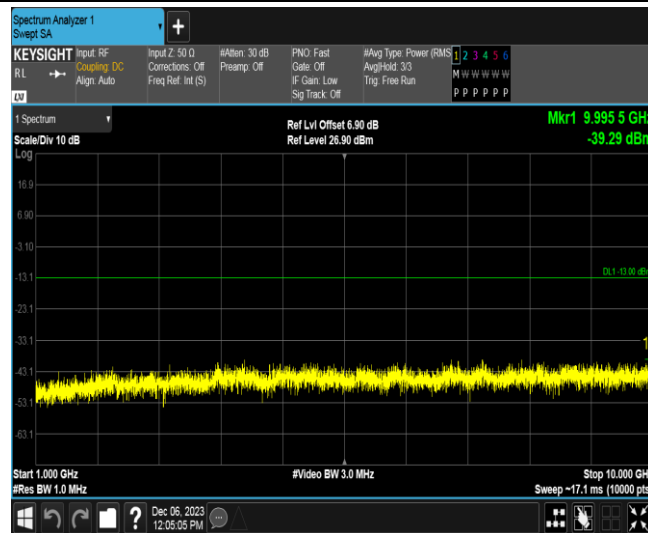 Spectrum Analyzer 1
Swept SA
+
KEYSIGHT Input: RF Input Z: 50 Ω #Atten: 30 dB PNO: Fast #Avg Type: Power (RMS 1 2 3 4 5 6
RL Coupling: DC Corrections: Off Preamp: Off Gate: Off Avg|Hold: 3/3 M W W W W W
Align: Auto Freq Ref: Int (S) IF Gain: Low Trig: Free Run
LXI Sig Track: Off P P P P P P
1 Spectrum Ref Lvl Offset 6.90 dB Mkr1 9.995 5 GHz
Scale/Div 10 dB Ref Level 26.90 dBm -39.29 dBm
Log
16.9
6.90
-3.10
DL1 -13.00 dBm
-13.1
-23.1
-33.1
1
-43.1
-53.1
-63.1
Start 1.000 GHz #Video BW 3.0 MHz Stop 10.000 GHz
#Res BW 1.0 MHz Sweep ~17.1 ms (10000 pts)
? Dec 06, 2023
12:05:05 PM